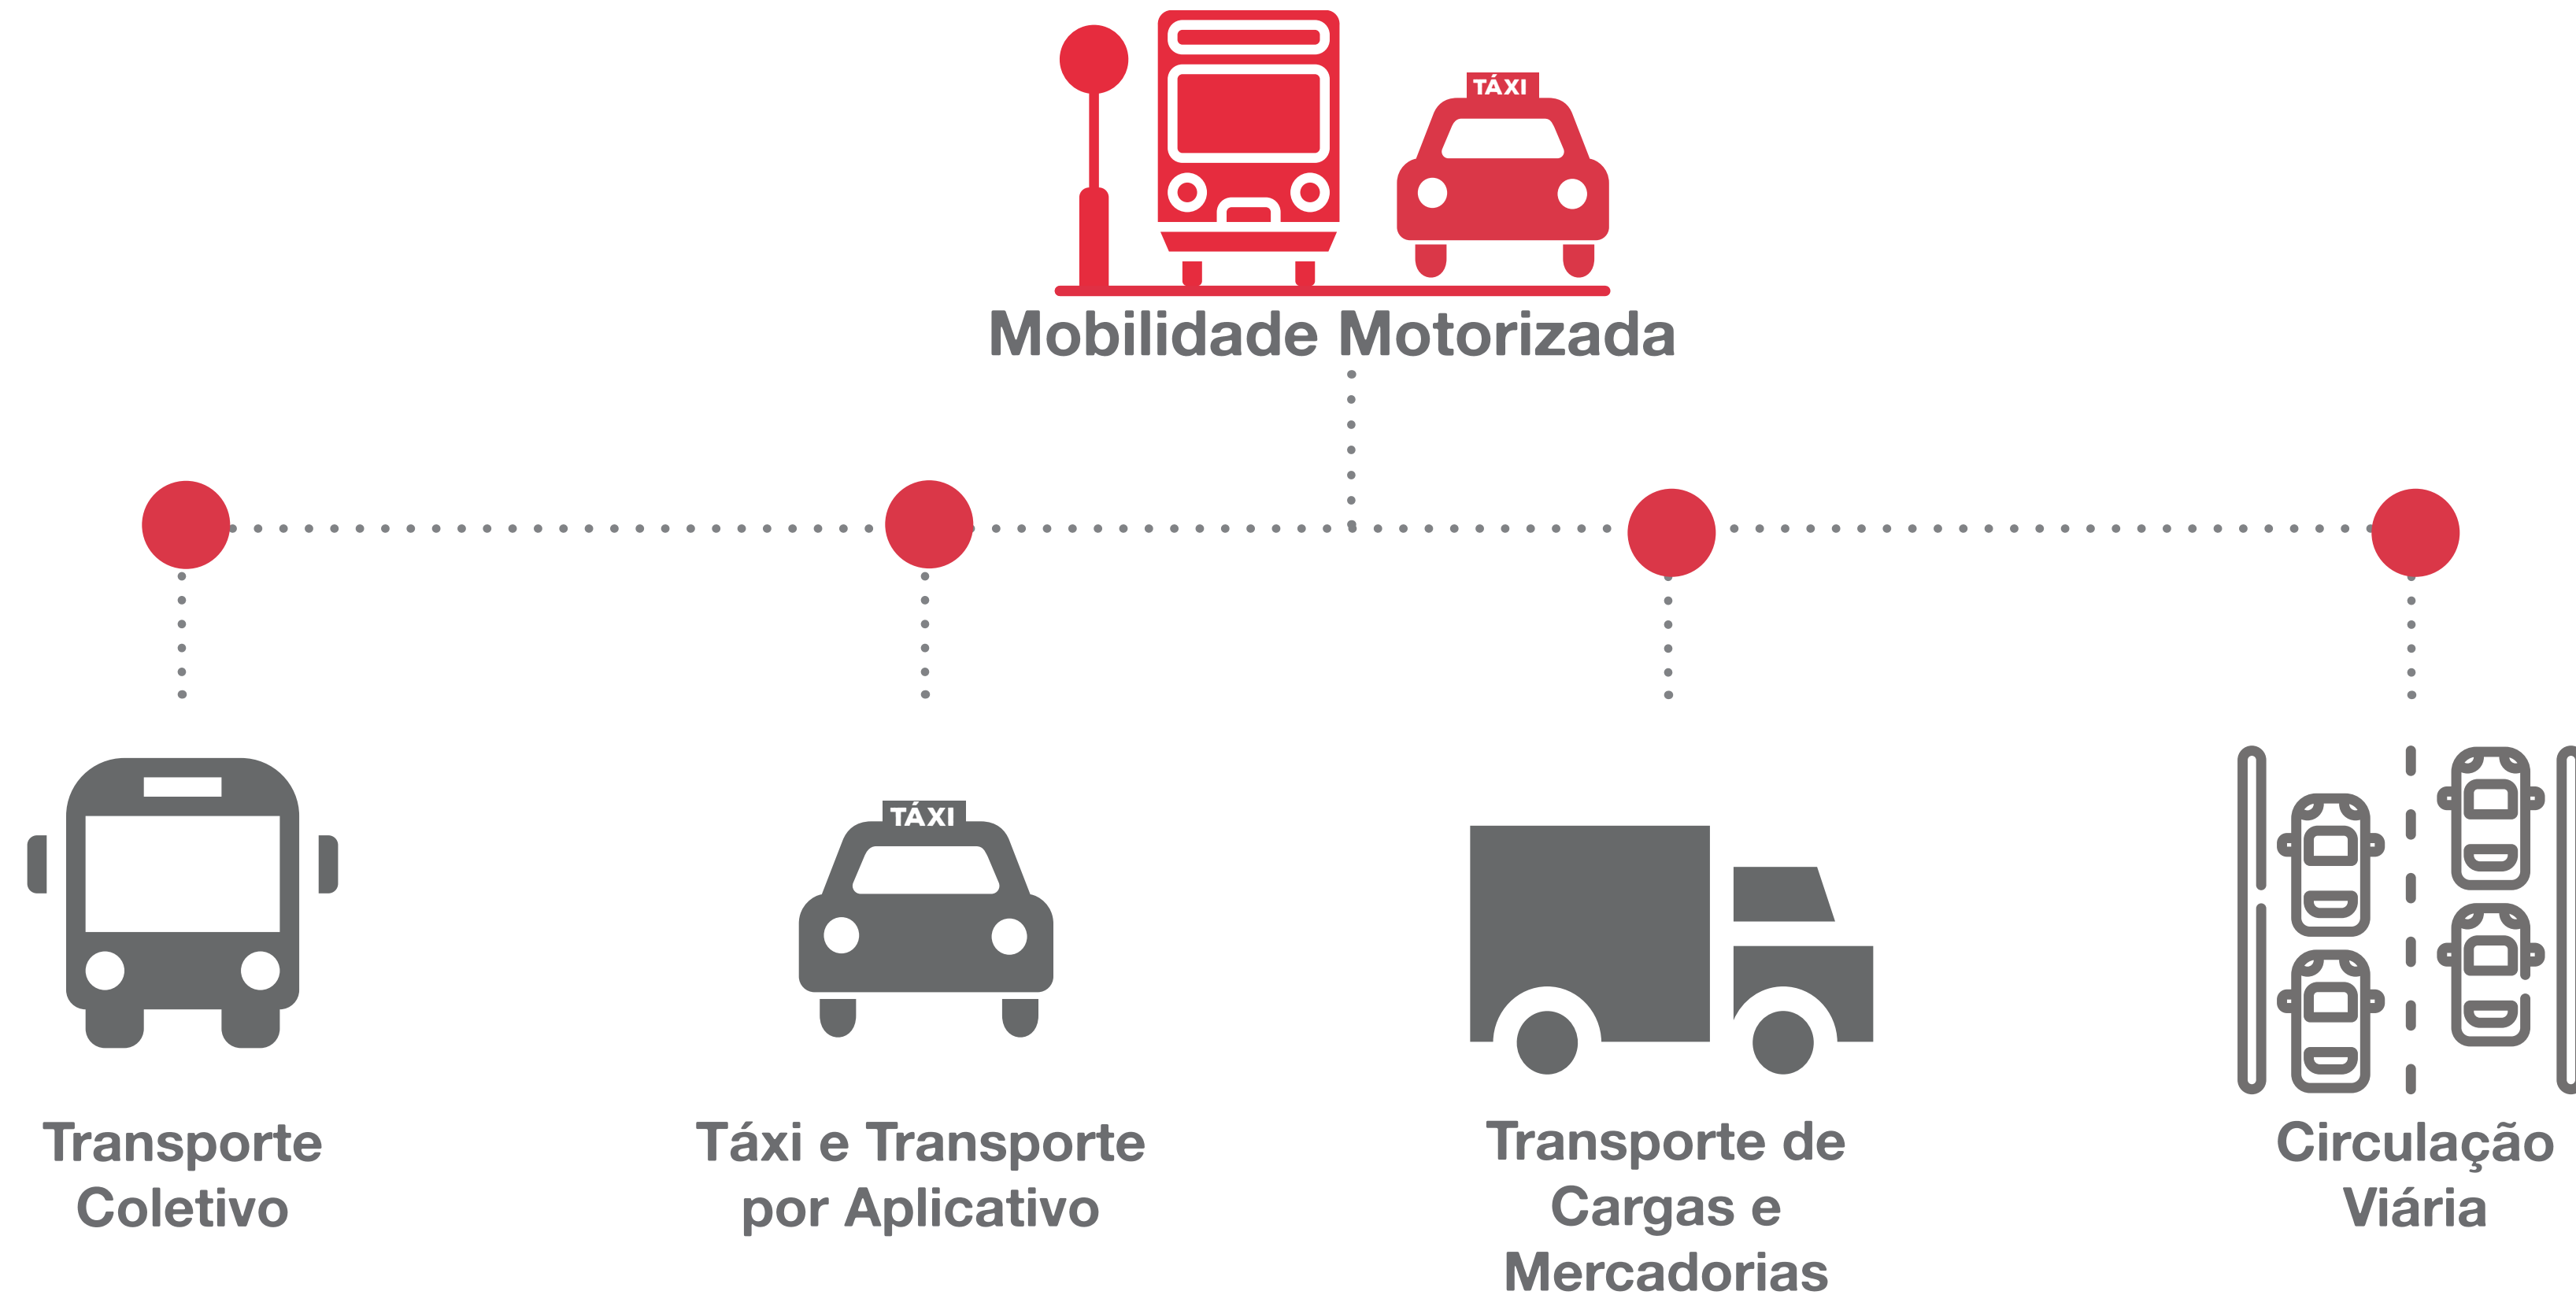 TÁXI
Mobilidade Motorizada
TÁXI
Transporte
Coletivo
Táxi e Transporte
por Aplicativo
Transporte de
Cargas e
Mercadorias
Circulação
Viária